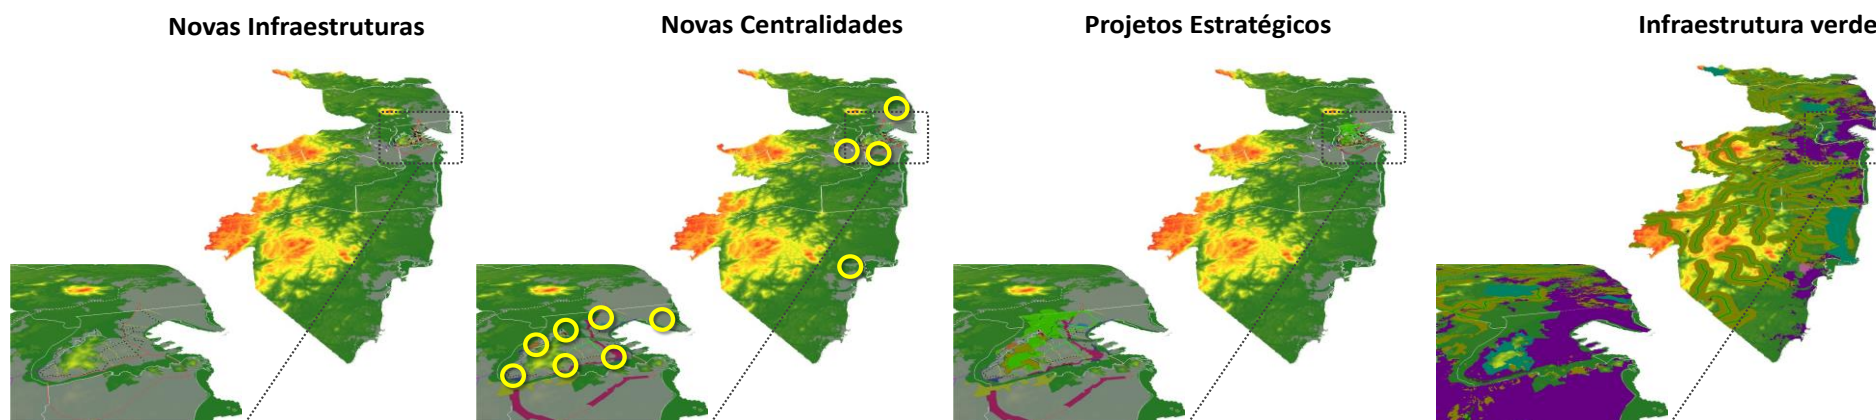 Novas Infraestruturas
Novas Centralidades
Projetos Estratégicos
Infraestrutura verde